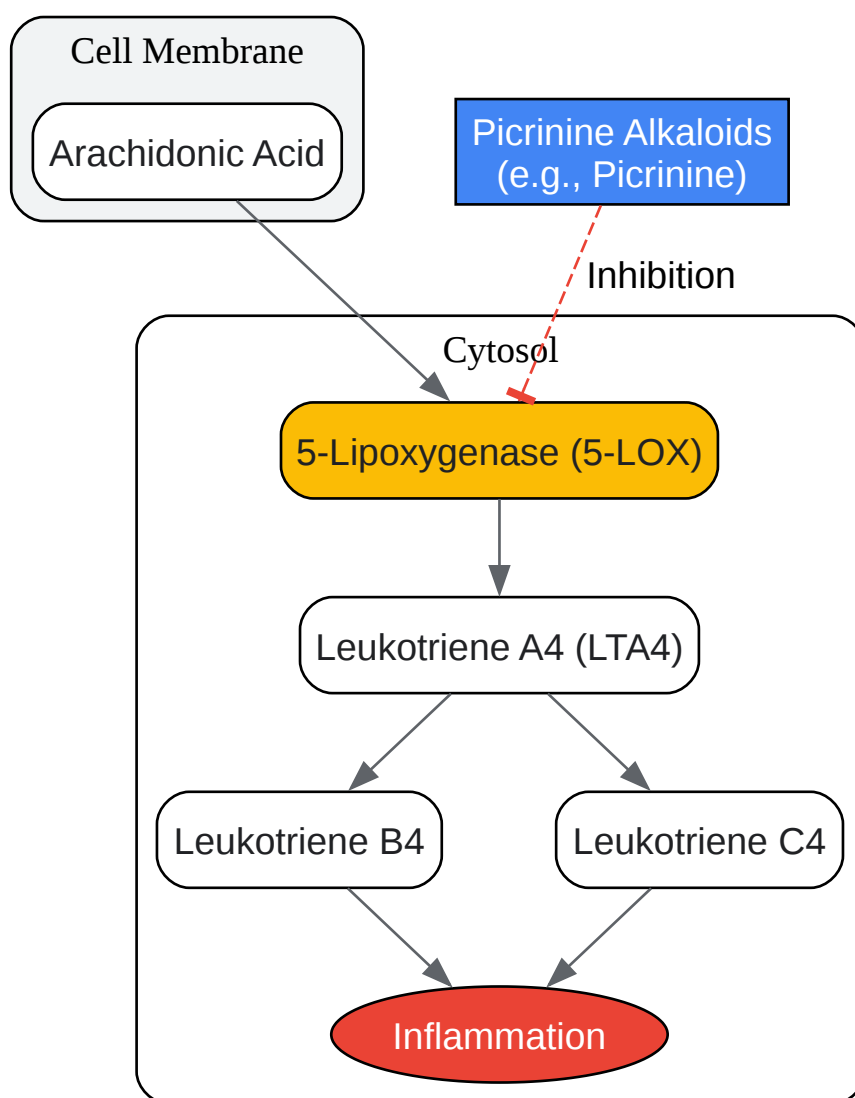 Cell Membrane
Arachidonic Acid
Picrinine Alkaloids
(e.g., Picrinine)
Inhibition
Cytosol
5-Lipoxygenase (5-LOX)
Leukotriene A4 (LTA4)
Leukotriene B4
Leukotriene C4
Inflammation